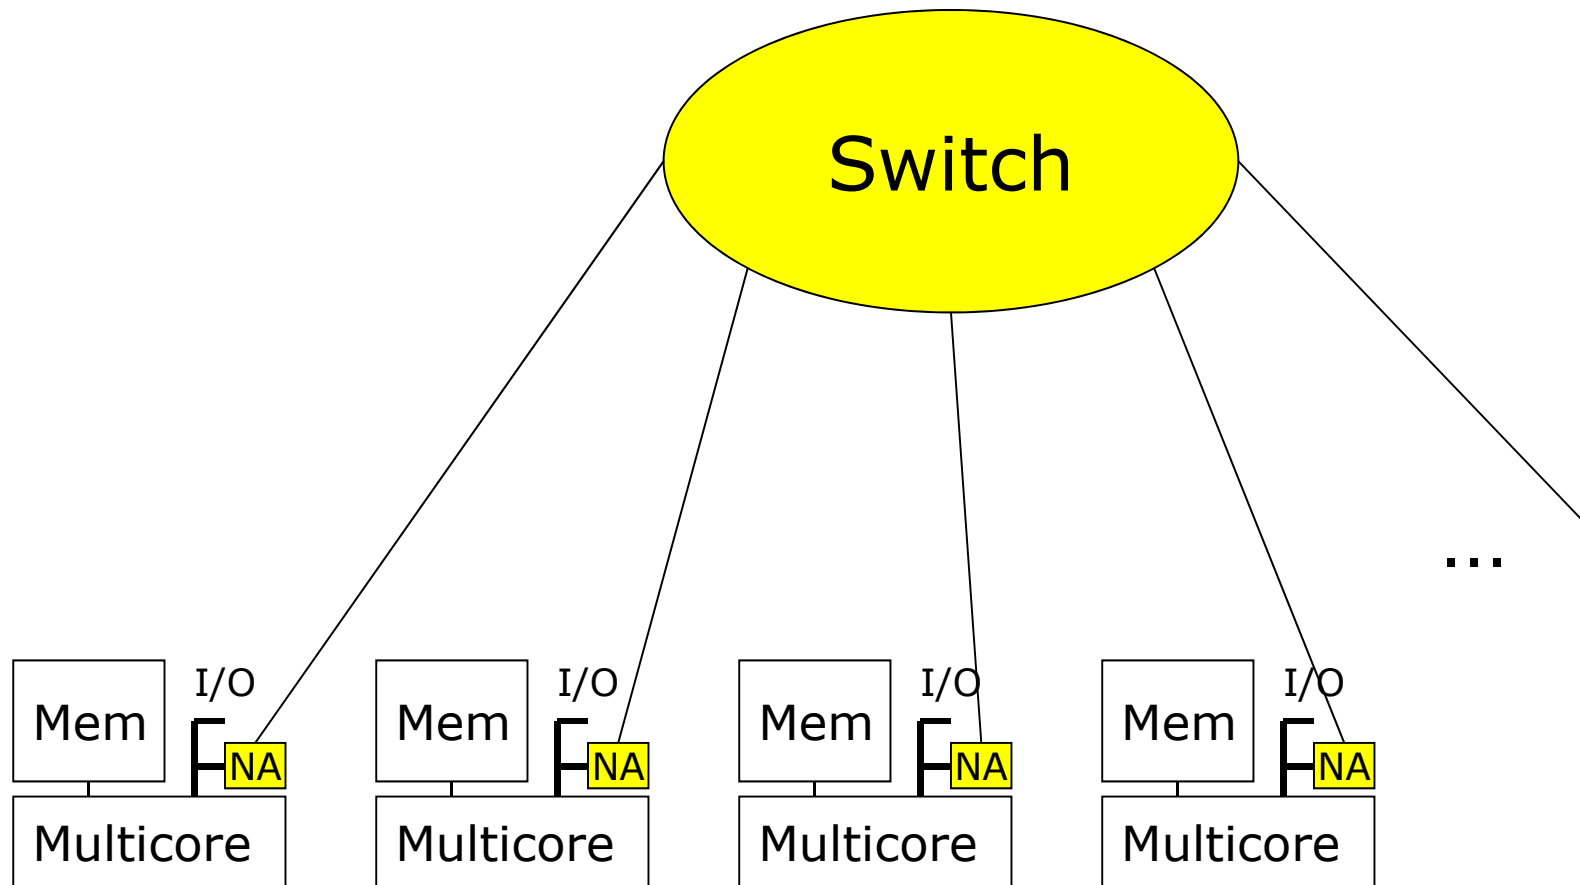 Switch
...
I/O
I/O
I/O
I/O
Mem
Mem
Mem
Mem
NA
NA
NA
NA
Multicore
Multicore
Multicore
Multicore